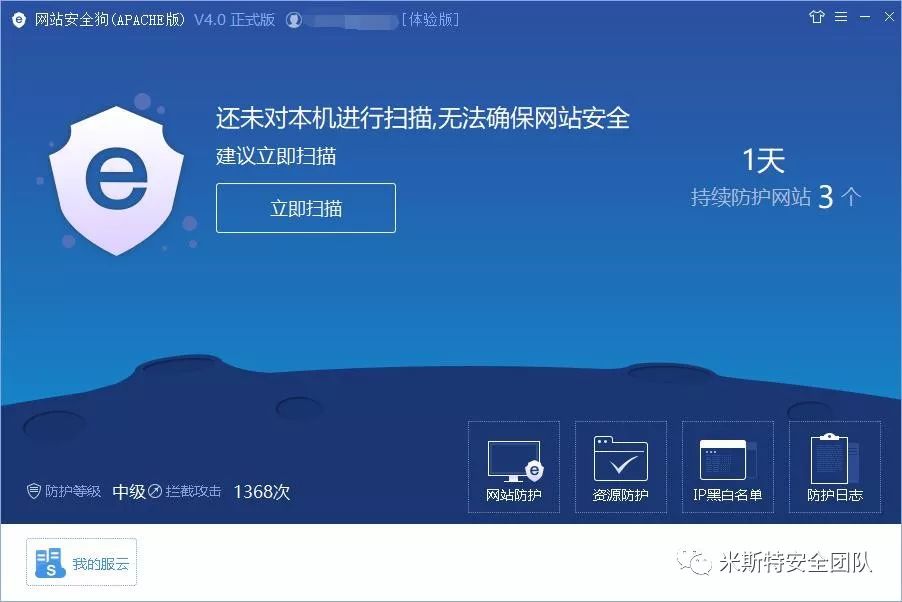 网站安全狗(APACHE版) V4.0 正式版 [体验版]
还未对本机进行扫描,无法确保网站安全
建议立即扫描
立即扫描
1天
持续防护网站 3 个
防护等级 中级 拦截攻击 1368次
网站防护
资源防护
IP黑白名单
防护日志
我的服云
米斯特安全团队